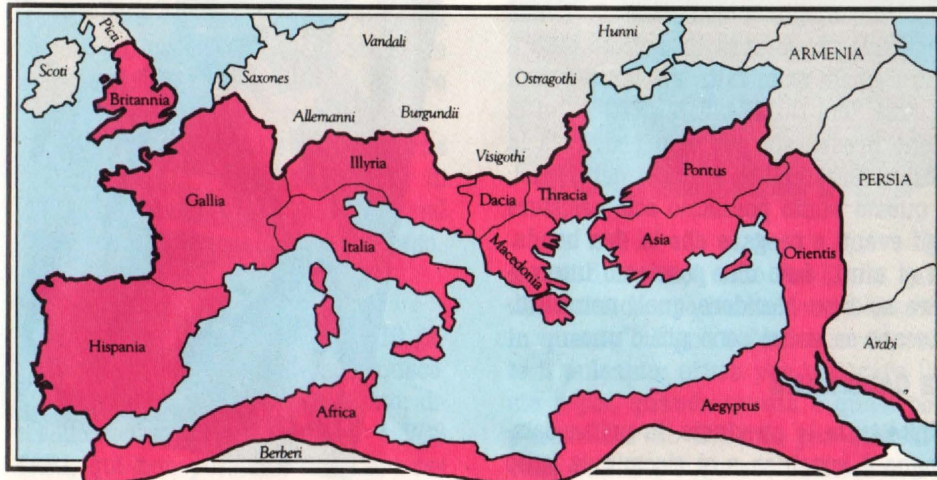 Picti
Scoti
Britannia
Saxones
Vandali
Hunni
ARMENIA
Ostragothi
Allemanni
Burgundii
Visigothi
Illyria
Gallia
Dacia
Thracia
Pontus
PERSIA
Italia
Macedonia
Asia
Orientis
Hispania
Arabi
Africa
Aegyptus
Berberi